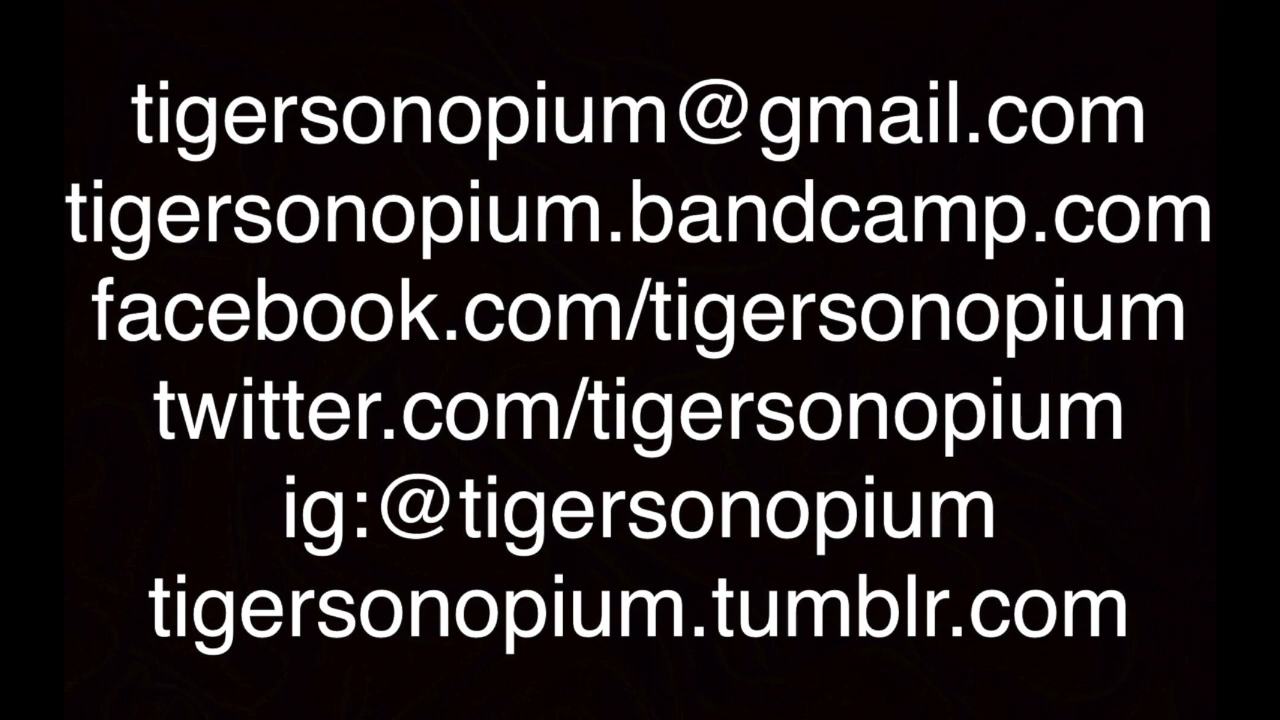 tigersonopium@gmail.com
tigersonopium.bandcamp.com
facebook.com/tigersonopium
twitter.com/tigersonopium
ig:@tigersonopium
tigersonopium.tumblr.com